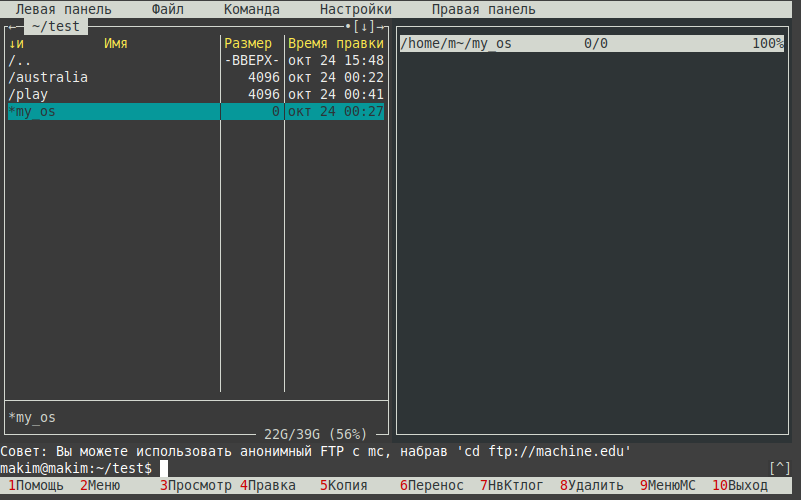 Левая панель Файл Команда Настройки Правая панель
← ~/test •[↓]→
↓и Имя Размер Время правки
/.. -ВВЕРХ- окт 24 15:48
/australia 4096 окт 24 00:22
/play 4096 окт 24 00:41
*my_os 0 окт 24 00:27
*my_os
22G/39G (56%)
/home/m~/my_os 0/0 100%
Совет: Вы можете использовать анонимный FTP с mc, набрав 'cd ftp://machine.edu'
makim@makim:~/test$ [^]
1Помощь 2Меню 3Просмотр 4Правка 5Копия 6Перенос 7НвКтлог 8Удалить 9МенюМС 10Выход